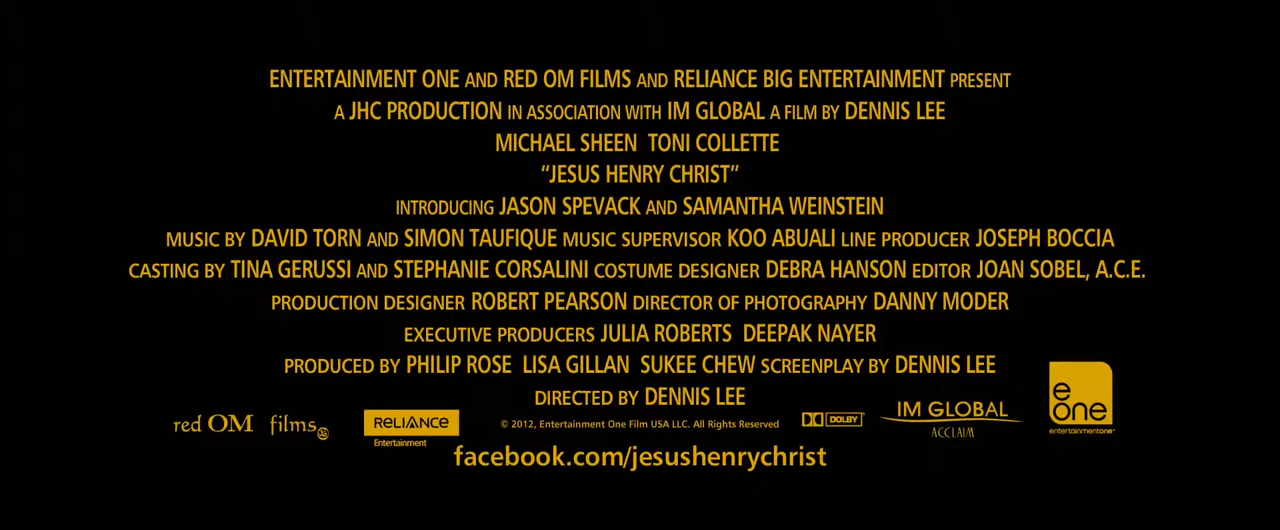 ENTERTAINMENT ONE AND RED OM FILMS AND RELIANCE BIG ENTERTAINMENT PRESENT
A JHC PRODUCTION IN ASSOCIATION WITH IM GLOBAL A FILM BY DENNIS LEE
MICHAEL SHEEN TONI COLLETTE
“JESUS HENRY CHRIST”
INTRODUCING JASON SPEVACK AND SAMANTHA WEINSTEIN
MUSIC BY DAVID TORN AND SIMON TAUFIQUE MUSIC SUPERVISOR KOO ABUALI LINE PRODUCER JOSEPH BOCCIA
CASTING BY TINA GERUSSI AND STEPHANIE CORSALINI COSTUME DESIGNER DEBRA HANSON EDITOR JOAN SOBEL, A.C.E.
PRODUCTION DESIGNER ROBERT PEARSON DIRECTOR OF PHOTOGRAPHY DANNY MODER
EXECUTIVE PRODUCERS JULIA ROBERTS DEEPAK NAYER
PRODUCED BY PHILIP ROSE LISA GILLAN SUKEE CHEW SCREENPLAY BY DENNIS LEE
DIRECTED BY DENNIS LEE
red OM films
RELIANCE
Entertainment
© 2012, Entertainment One Film USA LLC. All Rights Reserved
DOLBY
IM GLOBAL
ACCLAIM
e
one
entertainmentone™
facebook.com/jesushenrychrist